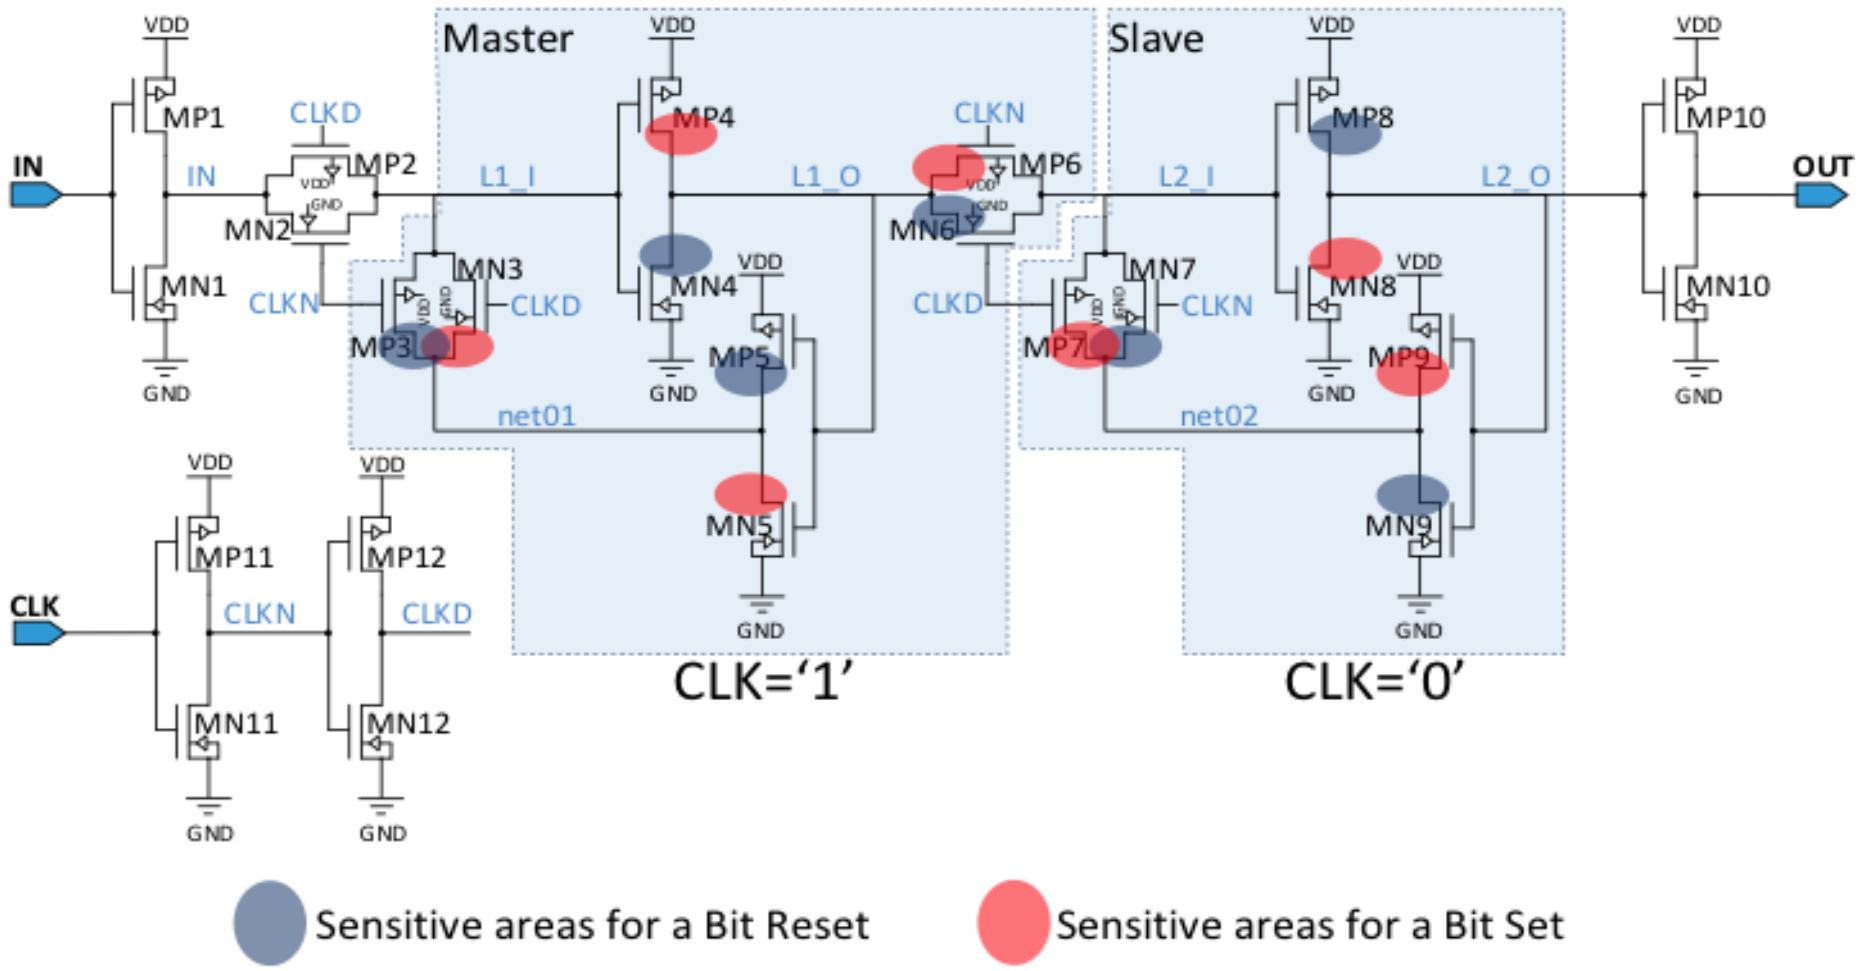 VDD
Master
VDD
Slave
VDD
VDD
MP1
CLKD
MP4
CLKN
MP8
MP10
IN
IN
MP2
VDD
GND
L1_I
L1_O
MP6
VDD
GND
L2_I
L2_O
OUT
MN2
MN6
MN1
CLKN
MN3
VDD
GND
CLKD
MP3
MN4
VDD
CLKD
MN7
VDD
GND
CLKN
MP7
MN8
VDD
MN10
GND
GND
MP5
GND
MP9
GND
net01
net02
VDD
VDD
MN5
MN9
MP11
MP12
CLK
CLKN
CLKD
GND
GND
MN11
MN12
CLK='1'
CLK='0'
GND
GND
Sensitive areas for a Bit Reset
Sensitive areas for a Bit Set